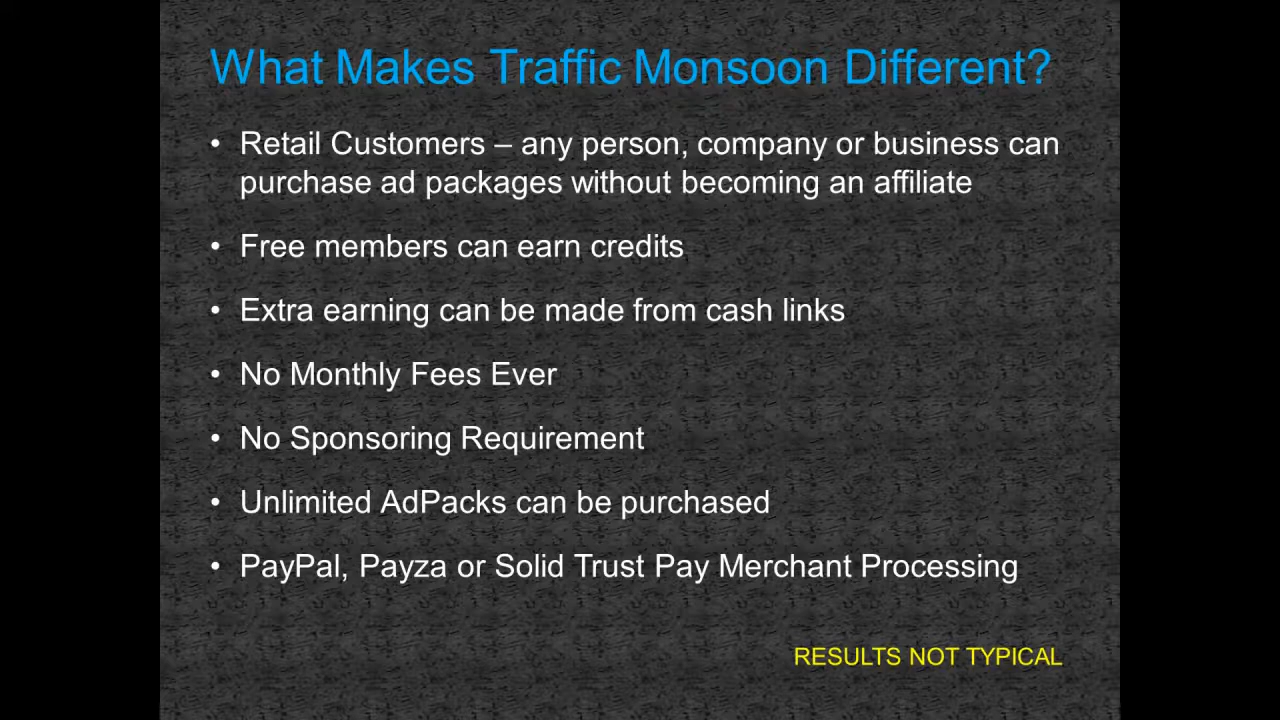 What Makes Traffic Monsoon Different?
• Retail Customers – any person, company or business can
purchase ad packages without becoming an affiliate
• Free members can earn credits
• Extra earning can be made from cash links
• No Monthly Fees Ever
• No Sponsoring Requirement
• Unlimited AdPacks can be purchased
• PayPal, Payza or Solid Trust Pay Merchant Processing
RESULTS NOT TYPICAL